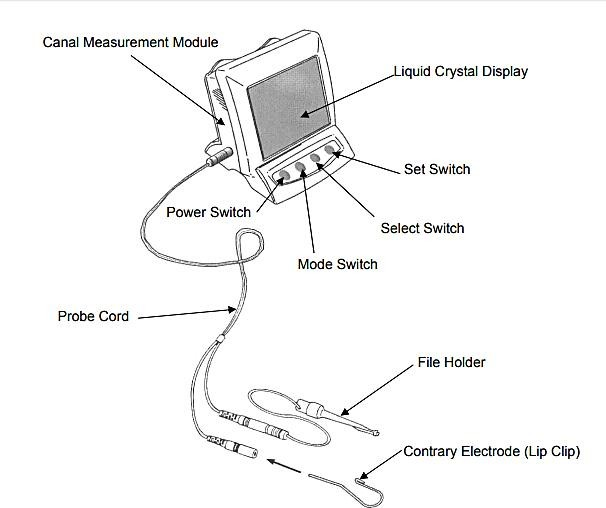 Canal Measurement Module
Liquid Crystal Display
Set Switch
Power Switch
Select Switch
Mode Switch
Probe Cord
File Holder
Contrary Electrode (Lip Clip)